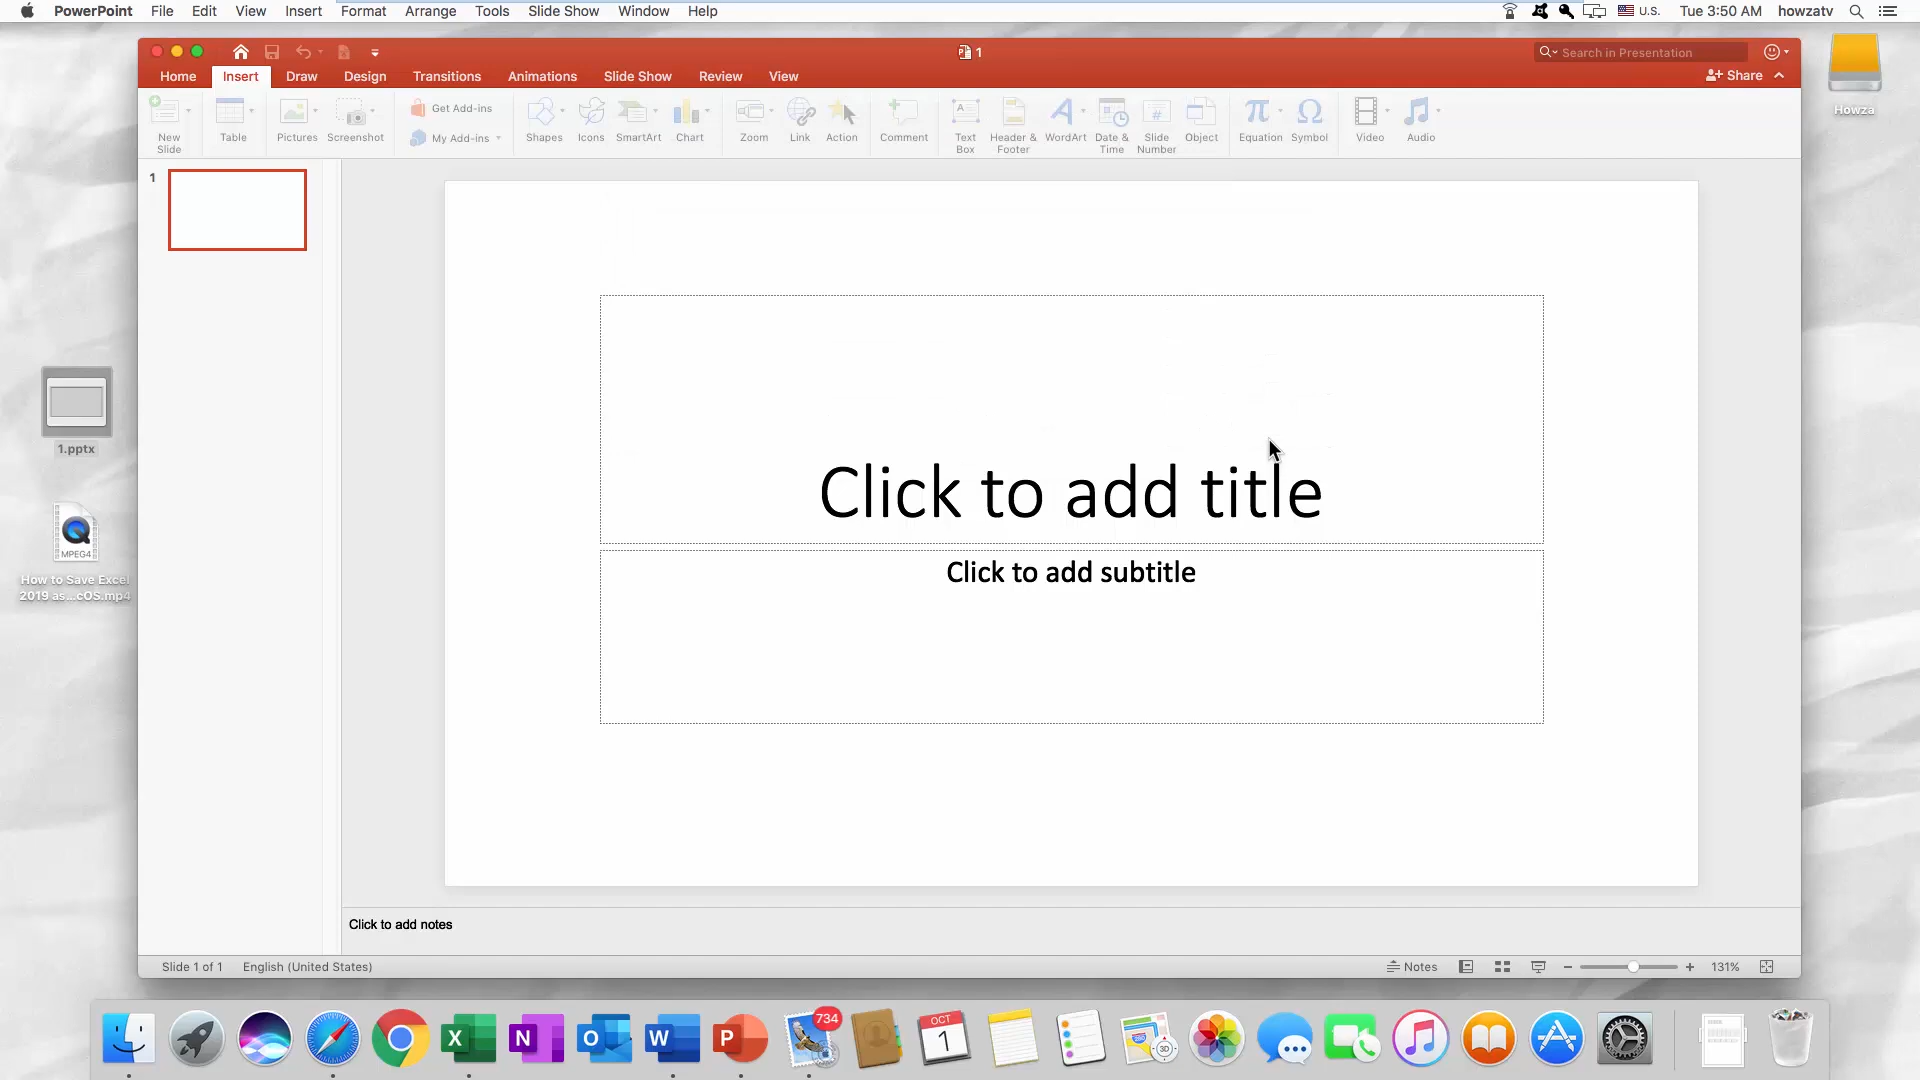 PowerPoint File Edit View Insert Format Arrange Tools Slide Show Window Help U.S. Tue 3:50 AM howzatv
1 Search in Presentation
Home Insert Draw Design Transitions Animations Slide Show Review View Share
New Slide
Table
Pictures
Screenshot
Get Add-ins
My Add-ins
Shapes
Icons
SmartArt
Chart
Zoom
Link
Action
Comment
Text Box
Header & Footer
WordArt
Date & Time
Slide Number
Object
Equation
Symbol
Video
Audio
Howza
1
1.pptx
MPEG4
How to Save Excel
2019 as...cOS.mp4
Click to add title
Click to add subtitle
Click to add notes
Slide 1 of 1 English (United States) Notes 131%
734
OCT
1